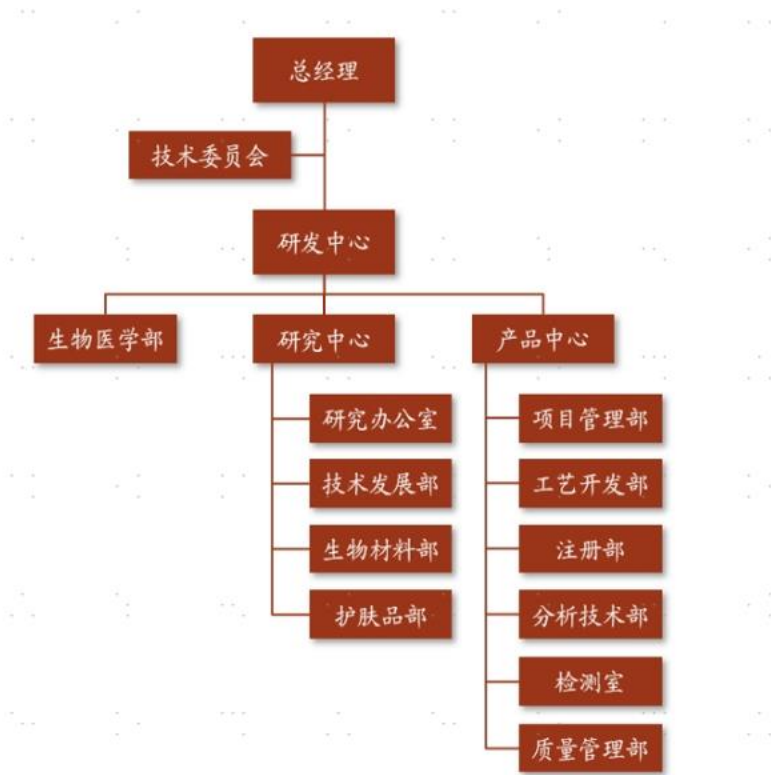 总经理
技术委员会
研发中心
生物医学部
研究中心
产品中心
研究办公室
技术发展部
生物材料部
护肤品部
项目管理部
工艺开发部
注册部
分析技术部
检测室
质量管理部